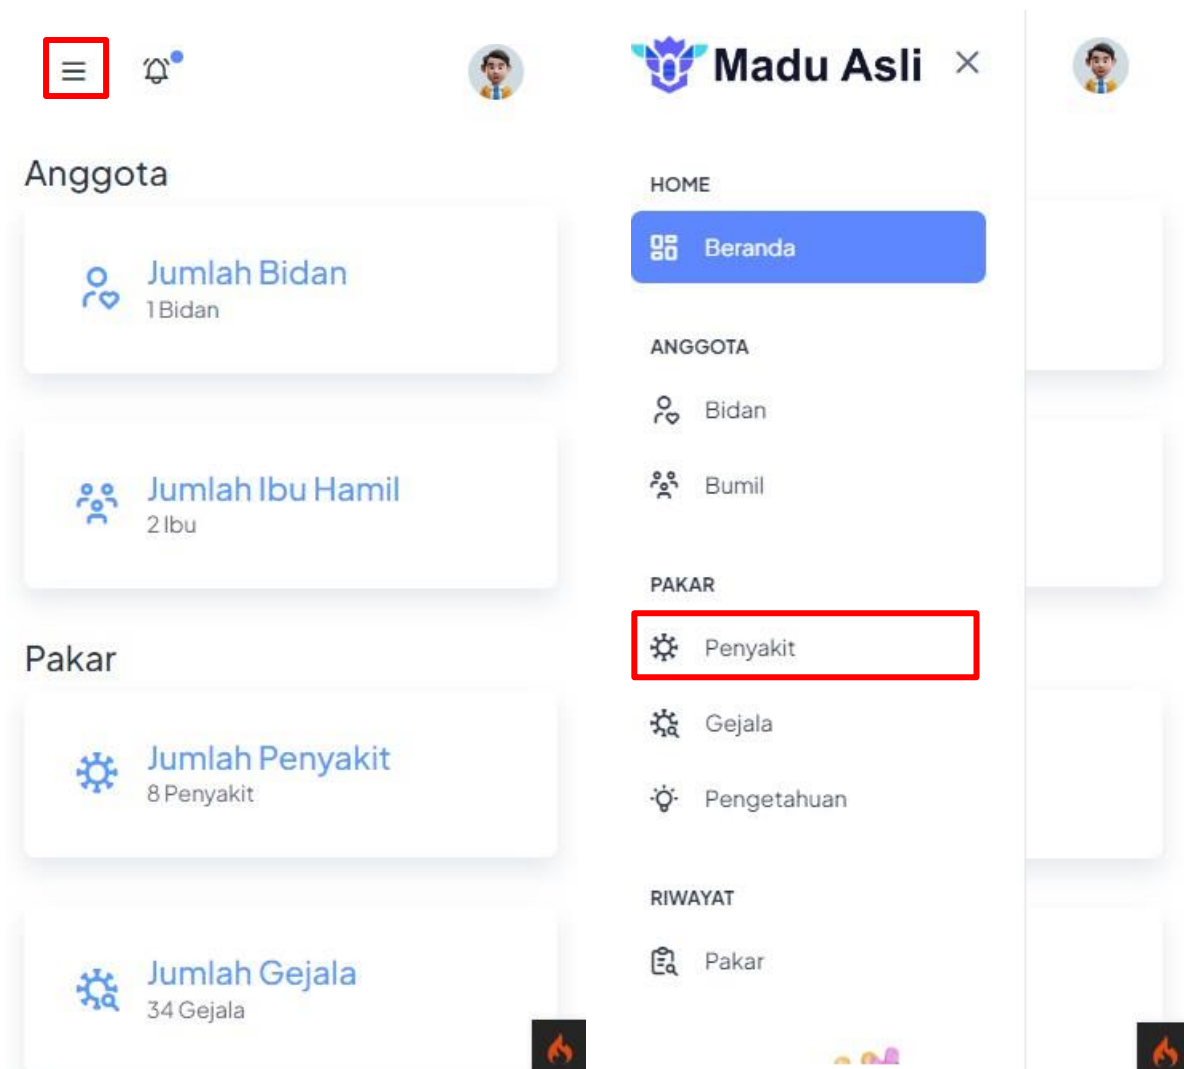 Anggota
Jumlah Bidan
1 Bidan
Jumlah Ibu Hamil
2 Ibu
Pakar
Jumlah Penyakit
8 Penyakit
Jumlah Gejala
34 Gejala
Madu Asli
HOME
Beranda
ANGGOTA
Bidan
Bumil
PAKAR
Penyakit
Gejala
Pengetahuan
RIWAYAT
Pakar